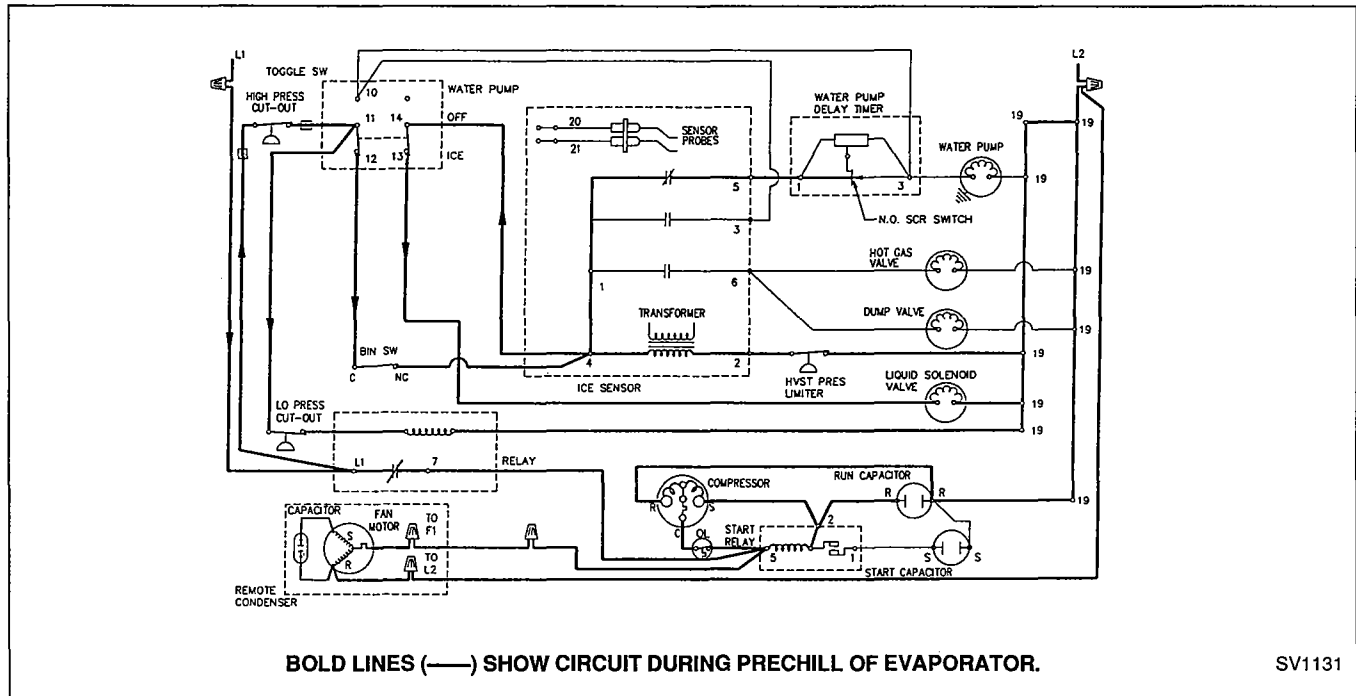 L1
L2
TOGGLE SW
WATER PUMP
10
HIGH PRESS
CUT-OUT
11
14
OFF
12
13
ICE
20
21
SENSOR
PROBES
WATER PUMP
DELAY TIMER
5
1
3
N.O. SCR SWITCH
WATER PUMP
19
19
19
3
1
6
HOT GAS
VALVE
19
TRANSFORMER
DUMP VALVE
19
BIN SW
C
NC
4
2
ICE SENSOR
HVST PRES
LIMITER
19
LIQUID SOLENOID
VALVE
19
LO PRESS
CUT-OUT
19
L1
7
RELAY
COMPRESSOR
R
S
C
OL
RUN CAPACITOR
R
R
19
CAPACITOR
FAN
MOTOR
S
R
TO
F1
TO
L2
START
RELAY
2
5
1
S
S
START CAPACITOR
REMOTE
CONDENSER
BOLD LINES (——) SHOW CIRCUIT DURING PRECHILL OF EVAPORATOR.
SV1131